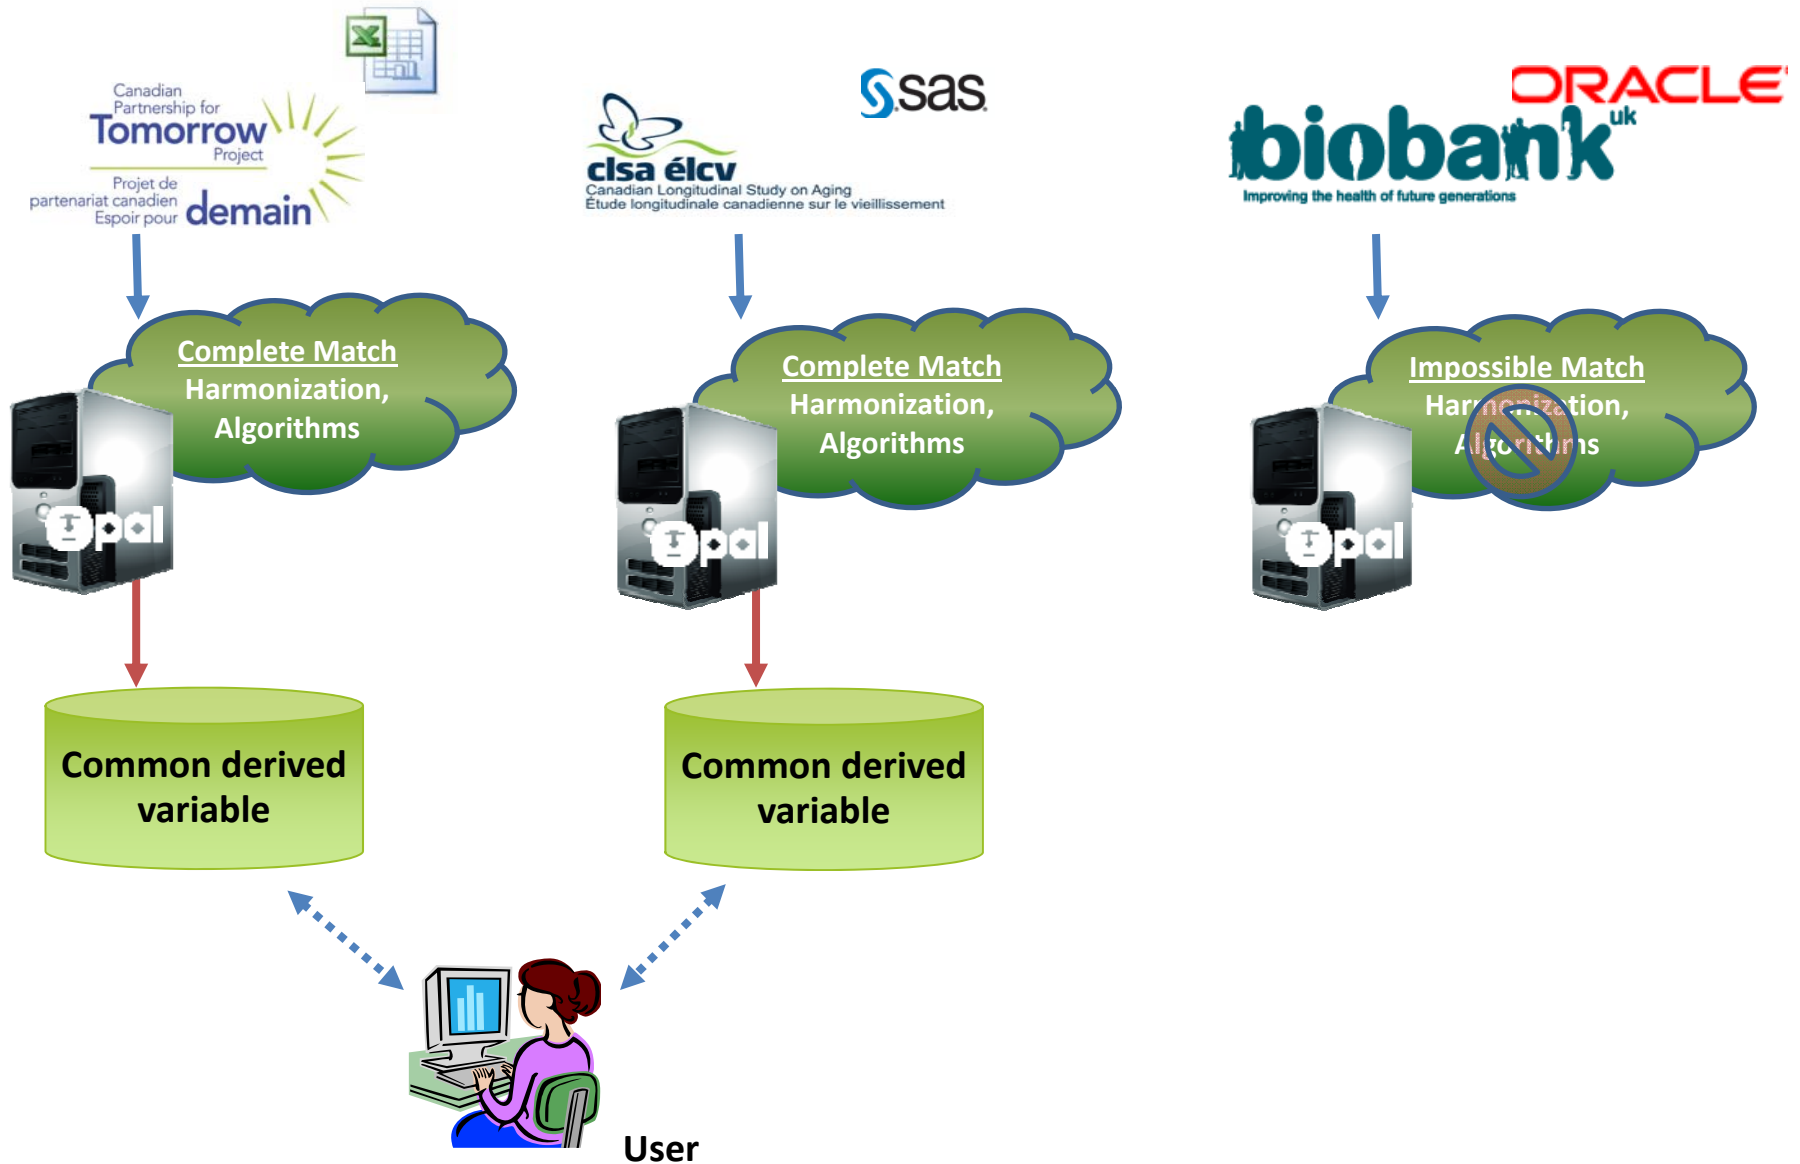 Canadian
Partnership for
Tomorrow
Project
Projet de
partenariat canadien
Espoir pour demain
sas
clsa élcv
Canadian Longitudinal Study on Aging
Étude longitudinale canadienne sur le vieillissement
ORACLE
biobank uk
Improving the health of future generations
Complete Match
Harmonization,
Algorithms
Opal
Complete Match
Harmonization,
Algorithms
Opal
Impossible Match
Harmonization,
Algorithms
Opal
Common derived
variable
Common derived
variable
User